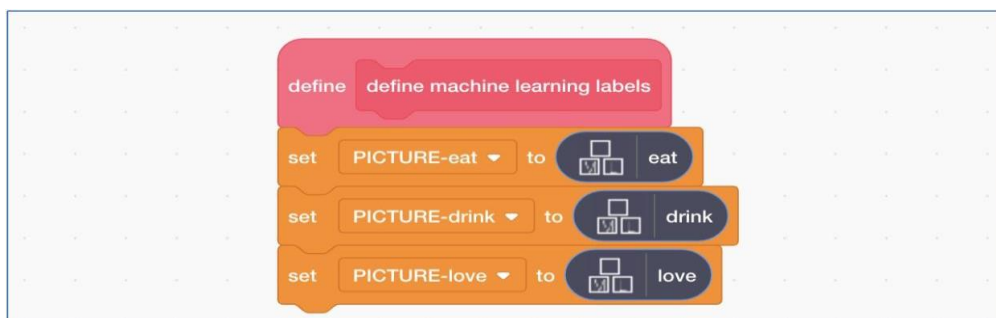 define define machine learning labels
set PICTURE-eat to eat
set PICTURE-drink to drink
set PICTURE-love to love